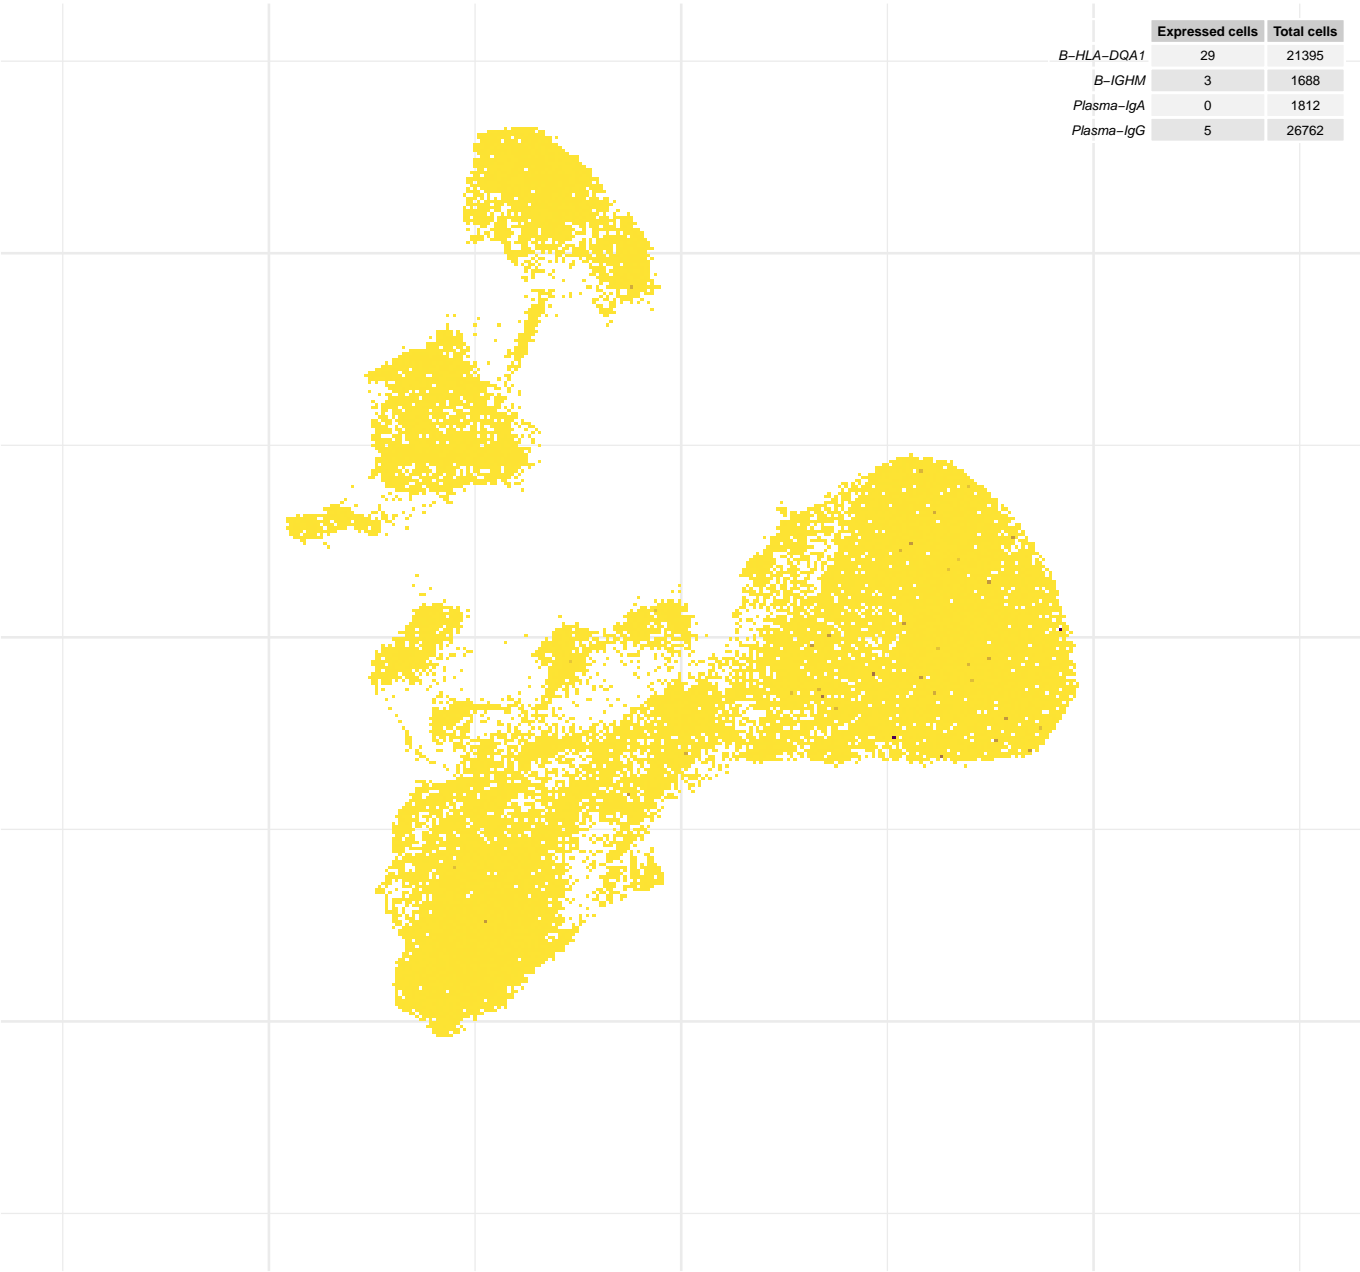 Expressed cells Total cells
B−HLA−DQA1 29 21395
B−IGHM 3 1688
Plasma−IgA 0 1812
Plasma−IgG 5 26762